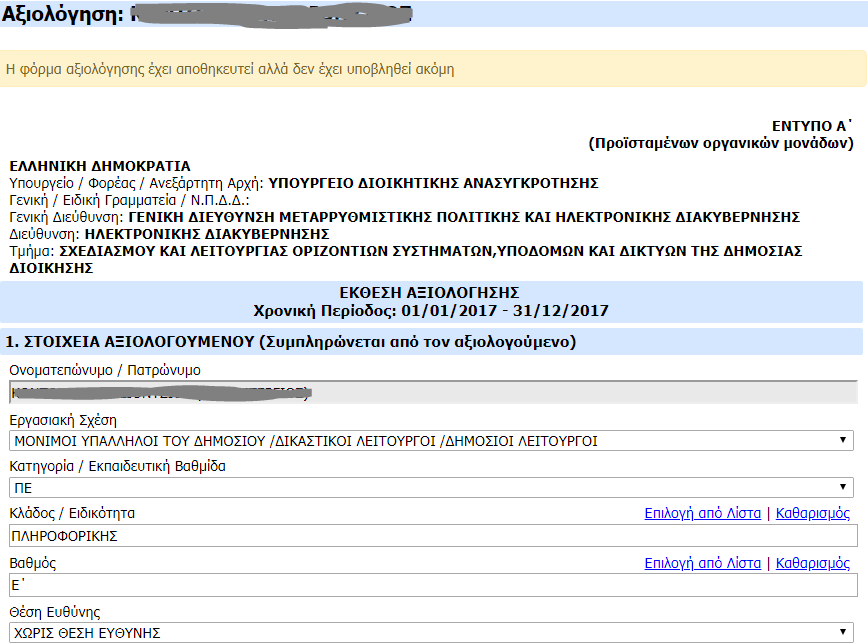 Αξιολόγηση:
Η φόρμα αξιολόγησης έχει αποθηκευτεί αλλά δεν έχει υποβληθεί ακόμη
ΕΝΤΥΠΟ Α΄
(Προϊσταμένων οργανικών μονάδων)
ΕΛΛΗΝΙΚΗ ΔΗΜΟΚΡΑΤΙΑ
Υπουργείο / Φορέας / Ανεξάρτητη Αρχή: ΥΠΟΥΡΓΕΙΟ ΔΙΟΙΚΗΤΙΚΗΣ ΑΝΑΣΥΓΚΡΟΤΗΣΗΣ
Γενική / Ειδική Γραμματεία / Ν.Π.Δ.Δ.:
Γενική Διεύθυνση: ΓΕΝΙΚΗ ΔΙΕΥΘΥΝΣΗ ΜΕΤΑΡΡΥΘΜΙΣΤΙΚΗΣ ΠΟΛΙΤΙΚΗΣ ΚΑΙ ΗΛΕΚΤΡΟΝΙΚΗΣ ΔΙΑΚΥΒΕΡΝΗΣΗΣ
Διεύθυνση: ΗΛΕΚΤΡΟΝΙΚΗΣ ΔΙΑΚΥΒΕΡΝΗΣΗΣ
Τμήμα: ΣΧΕΔΙΑΣΜΟΥ ΚΑΙ ΛΕΙΤΟΥΡΓΙΑΣ ΟΡΙΖΟΝΤΙΩΝ ΣΥΣΤΗΜΑΤΩΝ,ΥΠΟΔΟΜΩΝ ΚΑΙ ΔΙΚΤΥΩΝ ΤΗΣ ΔΗΜΟΣΙΑΣ
ΔΙΟΙΚΗΣΗΣ
ΕΚΘΕΣΗ ΑΞΙΟΛΟΓΗΣΗΣ
Χρονική Περίοδος: 01/01/2017 - 31/12/2017
1. ΣΤΟΙΧΕΙΑ ΑΞΙΟΛΟΓΟΥΜΕΝΟΥ (Συμπληρώνεται από τον αξιολογούμενο)
Ονοματεπώνυμο / Πατρώνυμο
Εργασιακή Σχέση
ΜΟΝΙΜΟΙ ΥΠΑΛΛΗΛΟΙ ΤΟΥ ΔΗΜΟΣΙΟΥ /ΔΙΚΑΣΤΙΚΟΙ ΛΕΙΤΟΥΡΓΟΙ /ΔΗΜΟΣΙΟΙ ΛΕΙΤΟΥΡΓΟΙ
Κατηγορία / Εκπαιδευτική Βαθμίδα
ΠΕ
Κλάδος / Ειδικότητα Επιλογή από Λίστα | Καθαρισμός
ΠΛΗΡΟΦΟΡΙΚΗΣ
Βαθμός Επιλογή από Λίστα | Καθαρισμός
Ε΄
Θέση Ευθύνης
ΧΩΡΙΣ ΘΕΣΗ ΕΥΘΥΝΗΣ